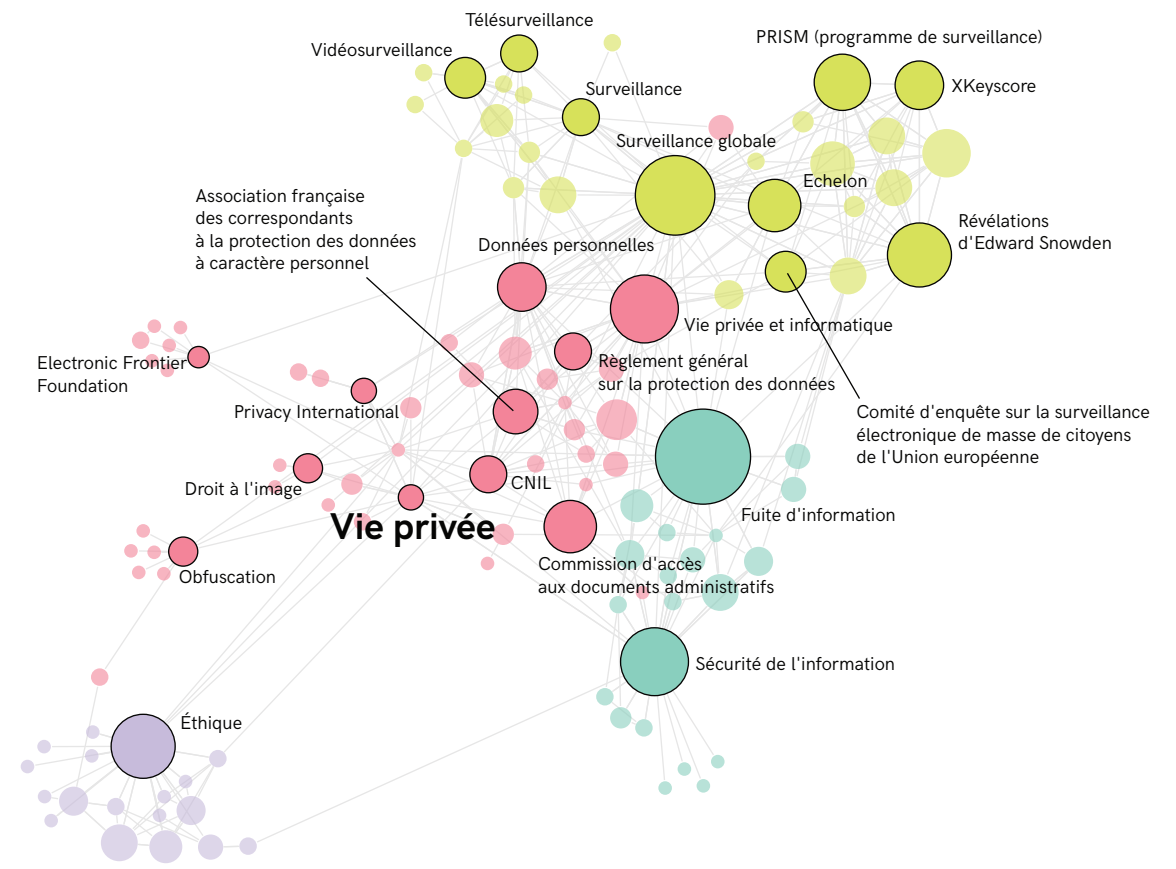 Télésurveillance
Vidéosurveillance
PRISM (programme de surveillance)
XKeyscore
Surveillance
Surveillance globale
Echelon
Association française
des correspondants
à la protection des données
à caractère personnel
Révélations
d'Edward Snowden
Données personnelles
Vie privée et informatique
Electronic Frontier
Foundation
Règlement général
sur la protection des données
Privacy International
Comité d'enquête sur la surveillance
électronique de masse de citoyens
de l'Union européenne
Droit à l'image
CNIL
Vie privée
Fuite d'information
Commission d'accès
aux documents administratifs
Obfuscation
Sécurité de l'information
Éthique